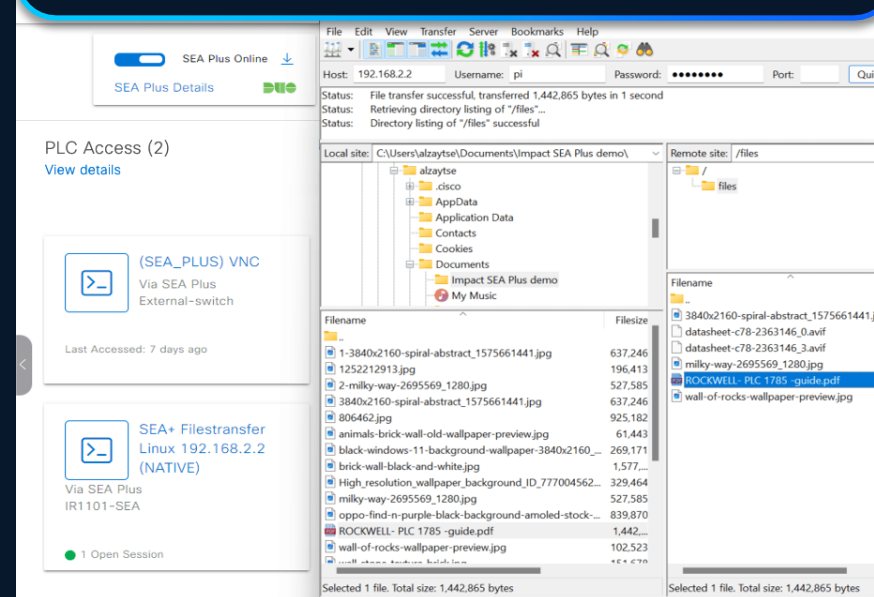 SEA Plus Online
SEA Plus Details
DUO
PLC Access (2)
View details
(SEA_PLUS) VNC
Via SEA Plus
External-switch
Last Accessed: 7 days ago
SEA+ Filestransfer
Linux 192.168.2.2
(NATIVE)
Via SEA Plus
IR1101-SEA
1 Open Session
File Edit View Transfer Server Bookmarks Help
Host: 192.168.2.2 Username: pi Password: ●●●●●●●● Port: Qui
Status: File transfer successful, transferred 1,442,865 bytes in 1 second
Status: Retrieving directory listing of "/files"...
Status: Directory listing of "/files" successful
Local site: C:\Users\alzaytse\Documents\Impact SEA Plus demo\
alzaytse
.cisco
AppData
Application Data
Contacts
Cookies
Documents
Impact SEA Plus demo
My Music
Filename Filesize
..
1-3840x2160-spiral-abstract_1575661441.jpg 637,246
1252212913.jpg 196,413
2-milky-way-2695569_1280.jpg 527,585
3840x2160-spiral-abstract_1575661441.jpg 637,246
806462.jpg 925,182
animals-brick-wall-old-wallpaper-preview.jpg 61,443
black-windows-11-background-wallpaper-3840x2160_... 269,171
brick-wall-black-and-white.jpg 1,577,...
High_resolution_wallpaper_background_ID_777004562... 329,464
milky-way-2695569_1280.jpg 527,585
oppo-find-n-purple-black-background-amoled-stock-... 839,870
ROCKWELL- PLC 1785 -guide.pdf 1,442,...
wall-of-rocks-wallpaper-preview.jpg 102,523
Selected 1 file. Total size: 1,442,865 bytes
Remote site: /files
/
files
Filename
..
3840x2160-spiral-abstract_1575661441.j
datasheet-c78-2363146_0.avif
datasheet-c78-2363146_3.avif
milky-way-2695569_1280.jpg
ROCKWELL- PLC 1785 -guide.pdf
wall-of-rocks-wallpaper-preview.jpg
Selected 1 file. Total size: 1,442,865 bytes